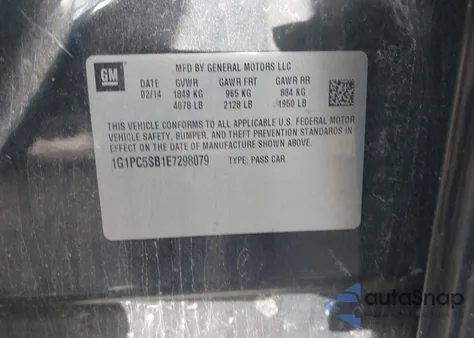 GM
MFD BY GENERAL MOTORS LLC
DATE GVWR GAWR FRT GAWR RR
02/14 1849 KG 965 KG 884 KG
4078 LB 2128 LB 1950 LB
THIS VEHICLE CONFORMS TO ALL APPLICABLE U.S. FEDERAL MOTOR
VEHICLE SAFETY, BUMPER, AND THEFT PREVENTION STANDARDS IN
EFFECT ON THE DATE OF MANUFACTURE SHOWN ABOVE.
1G1PC5SB1E7298079 TYPE: PASS CAR
autoSnap